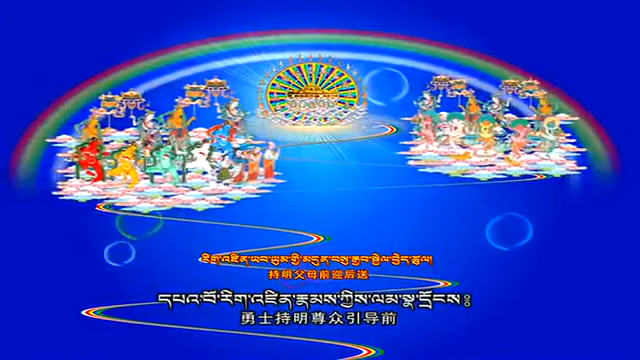 རིག་འཛིན་ཡབ་ཡུམ་གྱི་མདུན་བསུ་རྒྱབ་སྐྱེལ་བྱེད་ཚུལ།
持明父母前迎后送
དཔའ་བོ་རིག་འཛིན་རྣམས་ཀྱིས་ལམ་སྣ་དྲོངས༔
勇士持明尊众引导前